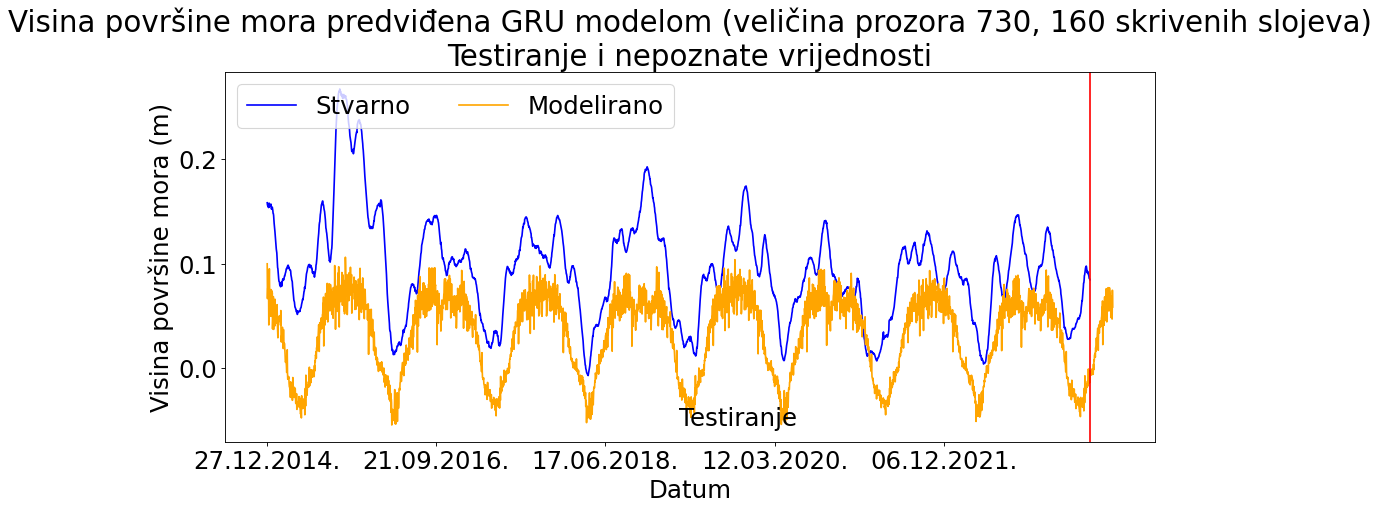 Visina površine mora predviđena GRU modelom (veličina prozora 730, 160 skrivenih slojeva)
Testiranje i nepoznate vrijednosti
Stvarno
Modelirano
Visina površine mora (m)
0.2
0.1
0.0
Testiranje
27.12.2014.
21.09.2016.
17.06.2018.
12.03.2020.
06.12.2021.
Datum